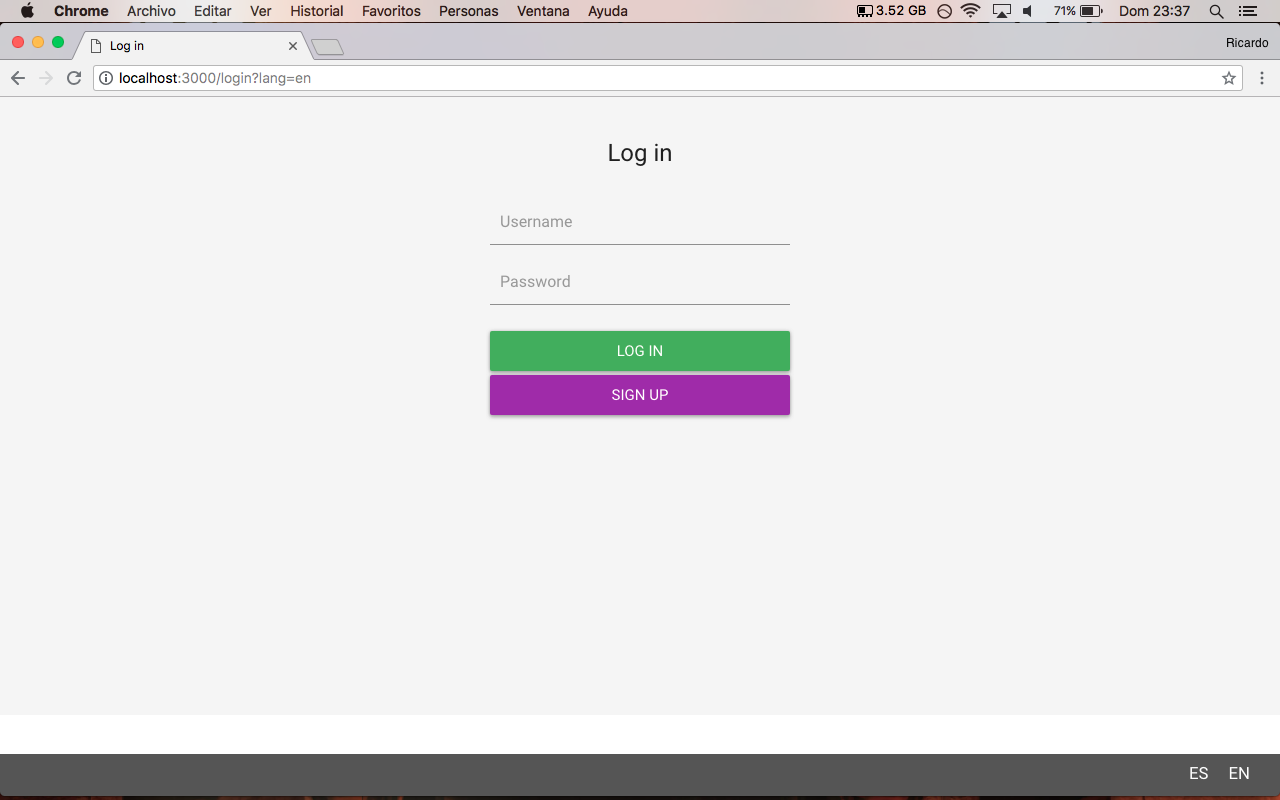 Chrome Archivo Editar Ver Historial Favoritos Personas Ventana Ayuda 3.52 GB 71% Dom 23:37
Log in Ricardo
localhost:3000/login?lang=en
Log in
Username
Password
LOG IN
SIGN UP
ES EN